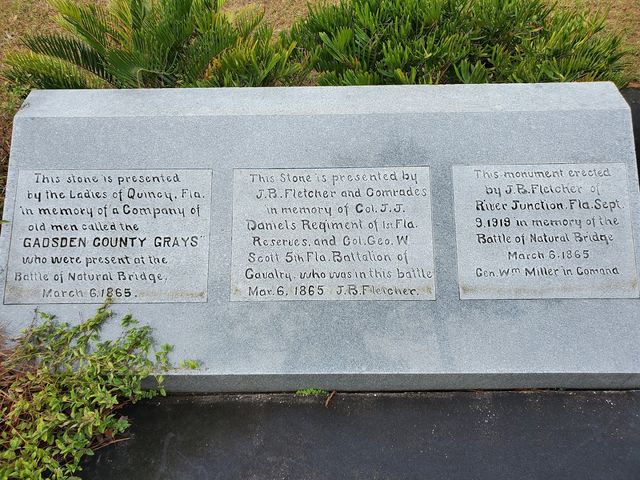 This stone is presented
by the Ladies of Quincy, Fla.
in memory of a Company of
old men called the
GADSDEN COUNTY GRAYS"
who were present at the
Battle of Natural Bridge,
March 6, 1865.
This Stone is presented by
J.B. Fletcher and Comrades
in memory of Col. J.J.
Daniels Regiment of 1st Fla.
Reserves, and Col. Geo. W
Scott 5th Fla. Battalion of
Cavalry, who was in this battle
Mar. 6, 1865 J.B. Fletcher.
This monument erected
by J.B. Fletcher of
River Junction, Fla. Sept.
9, 1919 in memory of the
Battle of Natural Bridge
March 6, 1865
Gen. Wm Miller in Comand